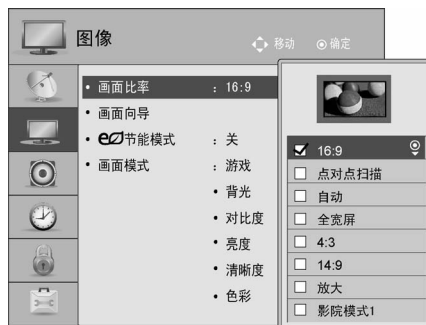 图像
移动 确定
画面比率 : 16:9
画面向导
节能模式 : 关
画面模式 : 游戏
背光
对比度
亮度
清晰度
色彩
16:9
点对点扫描
自动
全宽屏
4:3
14:9
放大
影院模式1